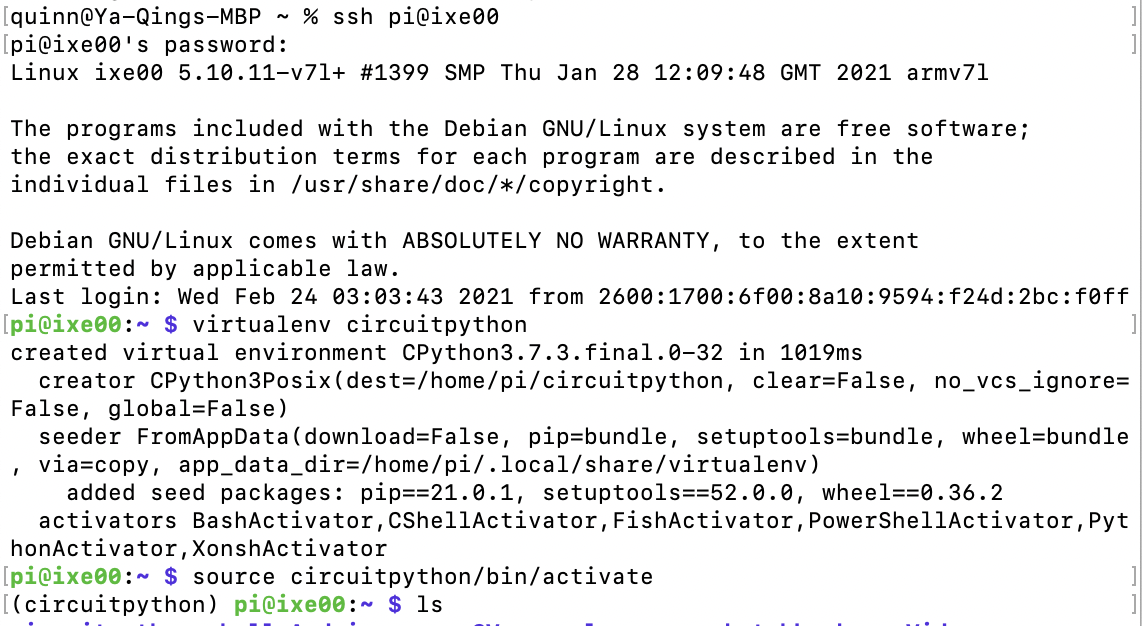 [quinn@Ya-Qings-MBP ~ % ssh pi@ixe00 ]
[pi@ixe00's password: ]
Linux ixe00 5.10.11-v7l+ #1399 SMP Thu Jan 28 12:09:48 GMT 2021 armv7l
The programs included with the Debian GNU/Linux system are free software;
the exact distribution terms for each program are described in the
individual files in /usr/share/doc/*/copyright.
Debian GNU/Linux comes with ABSOLUTELY NO WARRANTY, to the extent
permitted by applicable law.
Last login: Wed Feb 24 03:03:43 2021 from 2600:1700:6f00:8a10:9594:f24d:2bc:f0ff
[pi@ixe00:~ $ virtualenv circuitpython ]
created virtual environment CPython3.7.3.final.0-32 in 1019ms
  creator CPython3Posix(dest=/home/pi/circuitpython, clear=False, no_vcs_ignore=
False, global=False)
  seeder FromAppData(download=False, pip=bundle, setuptools=bundle, wheel=bundle
, via=copy, app_data_dir=/home/pi/.local/share/virtualenv)
    added seed packages: pip==21.0.1, setuptools==52.0.0, wheel==0.36.2
  activators BashActivator,CShellActivator,FishActivator,PowerShellActivator,Pyt
honActivator,XonshActivator
[pi@ixe00:~ $ source circuitpython/bin/activate ]
[(circuitpython) pi@ixe00:~ $ ls ]